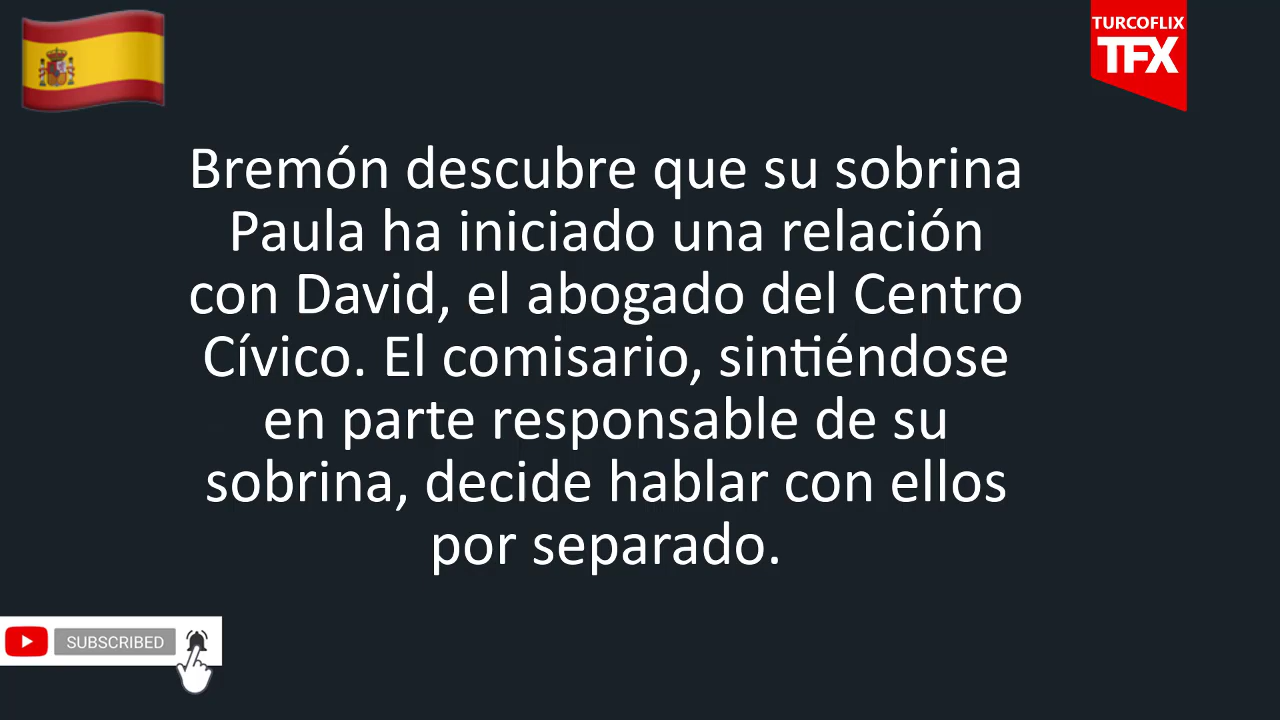 TURCOFLIX
TFX
Bremón descubre que su sobrina
Paula ha iniciado una relación
con David, el abogado del Centro
Cívico. El comisario, sintiéndose
en parte responsable de su
sobrina, decide hablar con ellos
por separado.
SUBSCRIBED